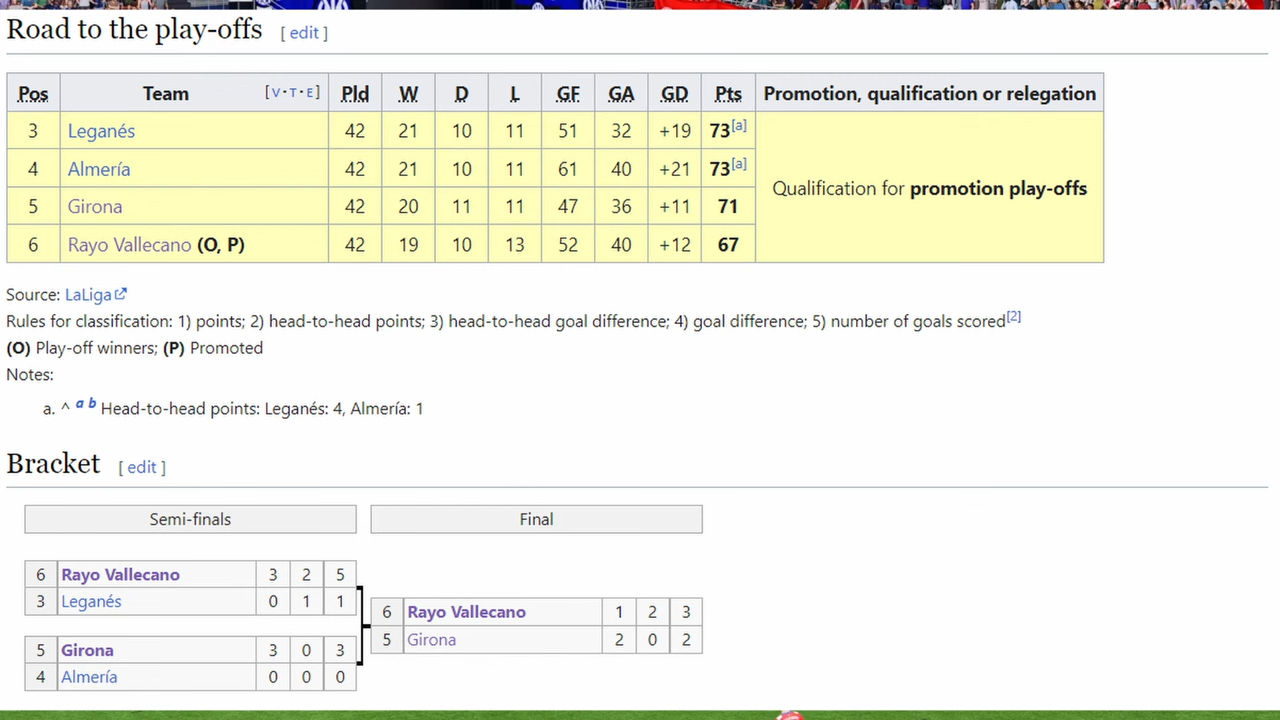 Road to the play-offs [ edit ]
Pos Team [V·T·E] Pld W D L GF GA GD Pts Promotion, qualification or relegation
3 Leganés 42 21 10 11 51 32 +19 73[a]
4 Almería 42 21 10 11 61 40 +21 73[a]
Qualification for promotion play-offs
5 Girona 42 20 11 11 47 36 +11 71
6 Rayo Vallecano (O, P) 42 19 10 13 52 40 +12 67
Source: LaLiga
Rules for classification: 1) points; 2) head-to-head points; 3) head-to-head goal difference; 4) goal difference; 5) number of goals scored[2]
(O) Play-off winners; (P) Promoted
Notes:
a. ^ a b Head-to-head points: Leganés: 4, Almería: 1
Bracket [ edit ]
Semi-finals Final
6 Rayo Vallecano 3 2 5
3 Leganés 0 1 1
6 Rayo Vallecano 1 2 3
5 Girona 2 0 2
5 Girona 3 0 3
4 Almería 0 0 0